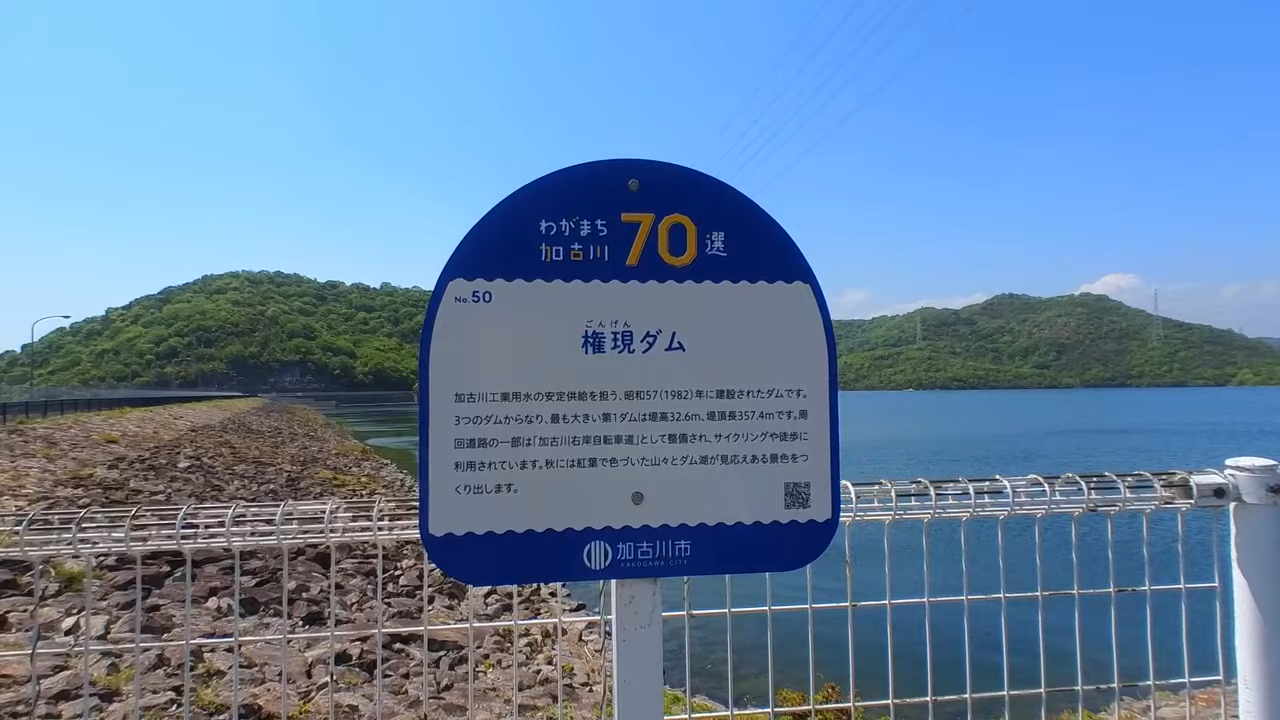 わがまち
加古川 70選
No.50
ごんげん
権現ダム
加古川工業用水の安定供給を担う、昭和57(1982)年に建設されたダムです。
3つのダムからなり、最も大きい第1ダムは堤高32.6m、堤頂長357.4mです。周
回道路の一部は「加古川右岸自転車道」として整備され、サイクリングや徒歩に
利用されています。秋には紅葉で色づいた山々とダム湖が見応えある景色をつ
くり出します。
加古川市
KAKOGAWA CITY